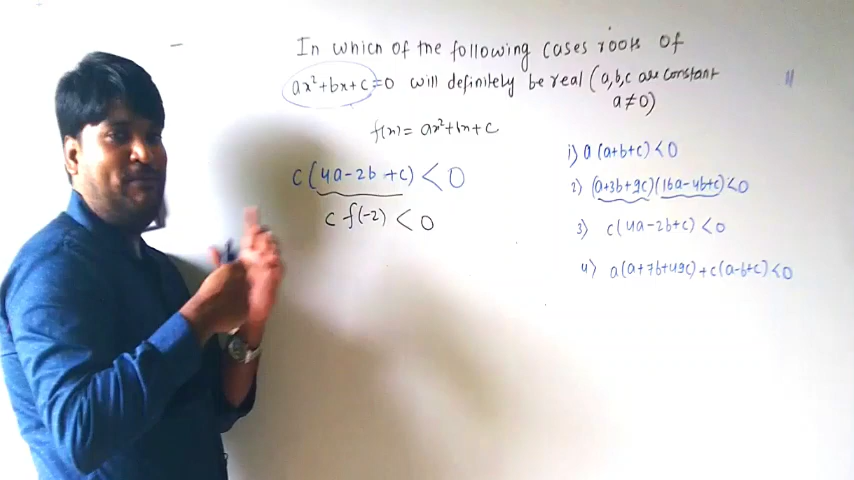 In which of the following cases roots of
ax²+bx+c=0 will definitely be real (a,b,c are constant
a≠0)
f(x)= ax²+bx+c
c(4a-2b+c)<0
c f(-2) < 0
1) a(a+b+c)<0
2) (a+3b+9c)(16a-4b+c)<0
3) c(4a-2b+c)<0
4) a(a+7b+49c)+c(a-b+c)<0